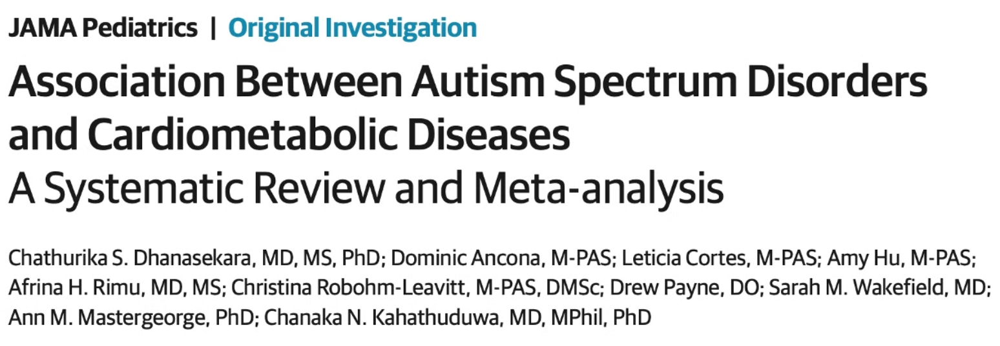 JAMA Pediatrics | Original Investigation
Association Between Autism Spectrum Disorders
and Cardiometabolic Diseases
A Systematic Review and Meta-analysis
Chathurika S. Dhanasekara, MD, MS, PhD; Dominic Ancona, M-PAS; Leticia Cortes, M-PAS; Amy Hu, M-PAS;
Afrina H. Rimu, MD, MS; Christina Robohm-Leavitt, M-PAS, DMSc; Drew Payne, DO; Sarah M. Wakefield, MD;
Ann M. Mastergeorge, PhD; Chanaka N. Kahathuduwa, MD, MPhil, PhD